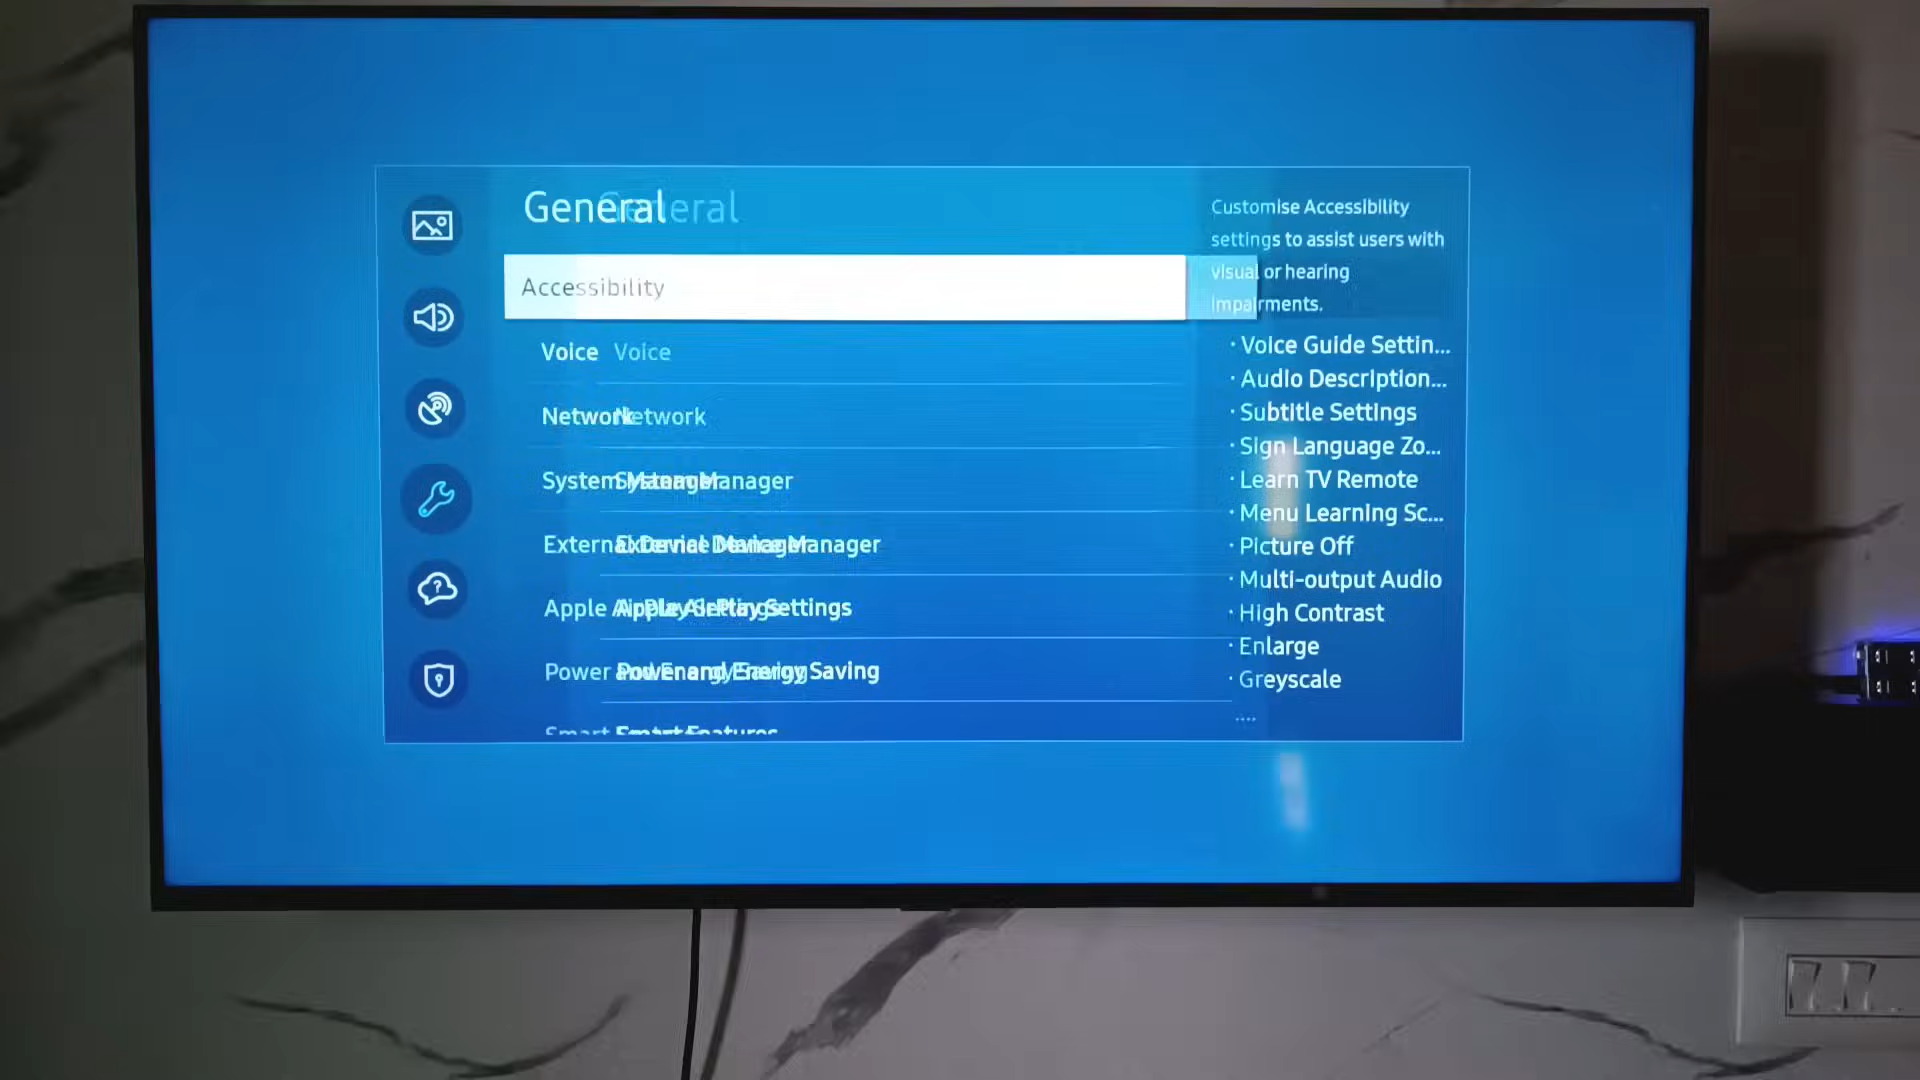 General
Accessibility
Voice
Network
System Manager
External Device Manager
Apple AirPlay Settings
Power and Energy Saving
Smart Features
Customise Accessibility
settings to assist users with
visual or hearing
impairments.
· Voice Guide Settin...
· Audio Description...
· Subtitle Settings
· Sign Language Zo...
· Learn TV Remote
· Menu Learning Sc...
· Picture Off
· Multi-output Audio
· High Contrast
· Enlarge
· Greyscale
....